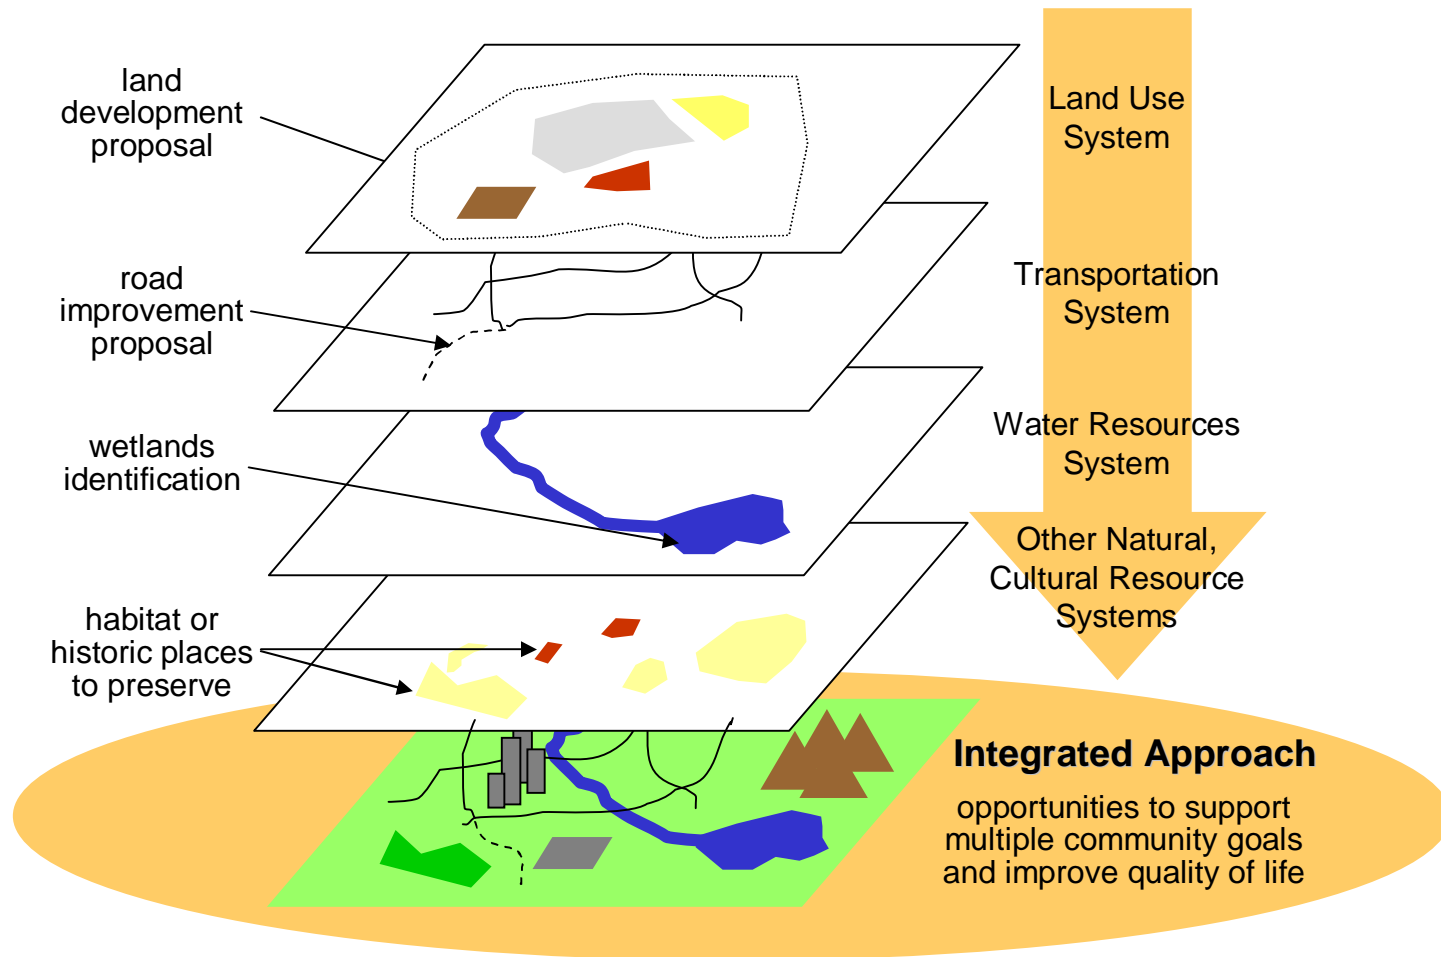 land
development
proposal
Land Use
System
road
improvement
proposal
Transportation
System
wetlands
identification
Water Resources
System
habitat or
historic places
to preserve
Other Natural,
Cultural Resource
Systems
Integrated Approach
opportunities to support
multiple community goals
and improve quality of life